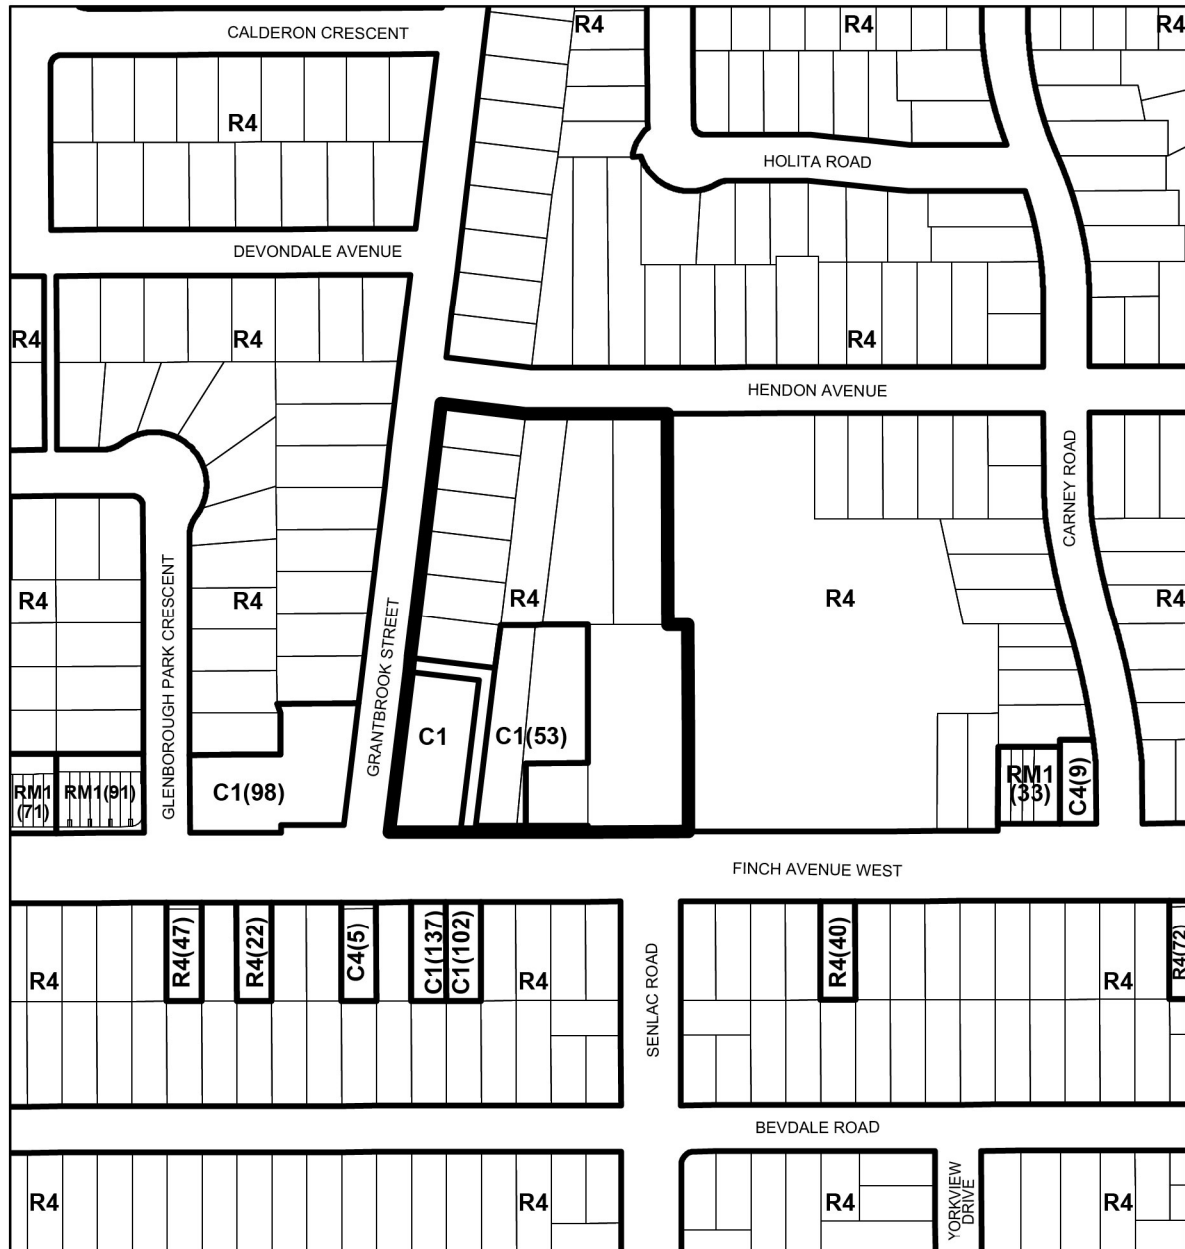 R4
R4
R4
CALDERON CRESCENT
R4
HOLITA ROAD
DEVONDALE AVENUE
R4
R4
R4
HENDON AVENUE
CARNEY ROAD
GLENBOROUGH PARK CRESCENT
GRANTBROOK STREET
R4
R4
R4
R4
R4
C1
C1(53)
RM1
(71)
RM1(91)
C1(98)
RM1
(33)
C4(9)
FINCH AVENUE WEST
R4
R4(47)
R4(22)
C4(5)
C1(137)
C1(102)
R4
SENLAC ROAD
R4(40)
R4
R4(72)
BEVDALE ROAD
R4
R4
R4
YORKVIEW
DRIVE
R4